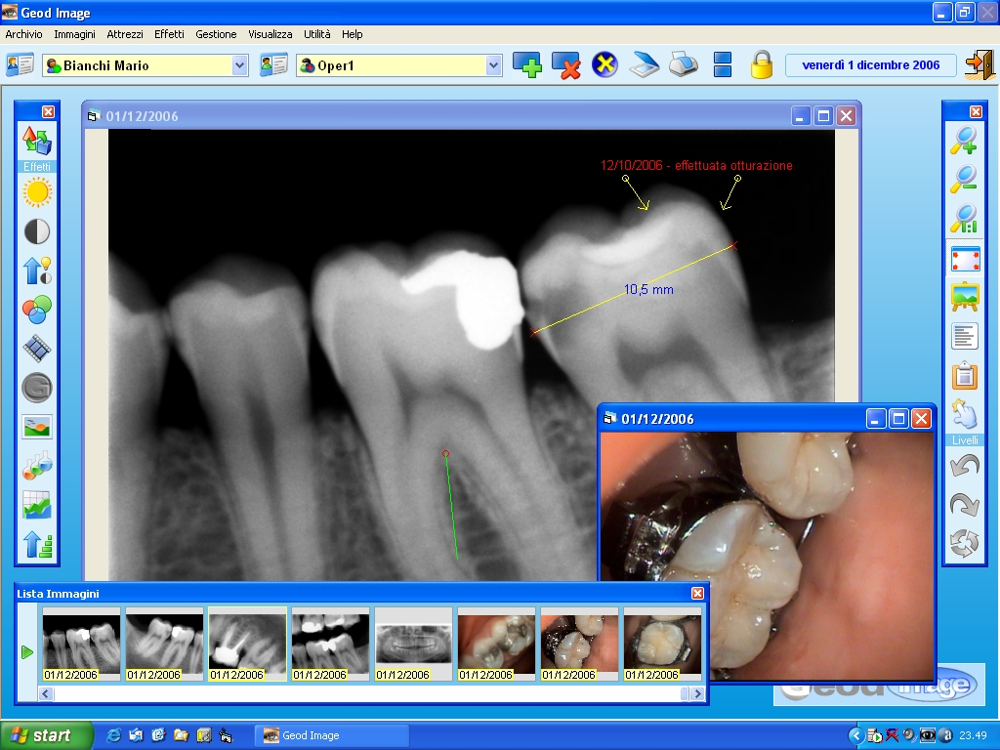 Geod Image
Archivio Immagini Attrezzi Effetti Gestione Visualizza Utilità Help
Bianchi Mario
Oper1
venerdì 1 dicembre 2006
01/12/2006
Effetti
12/10/2006 - effettuata otturazione
10,5 mm
1:1
01/12/2006
Livelli
Lista Immagini
01/12/2006 01/12/2006 01/12/2006 01/12/2006 01/12/2006 01/12/2006 01/12/2006 01/12/2006
Geod image
start
Geod Image
23.49